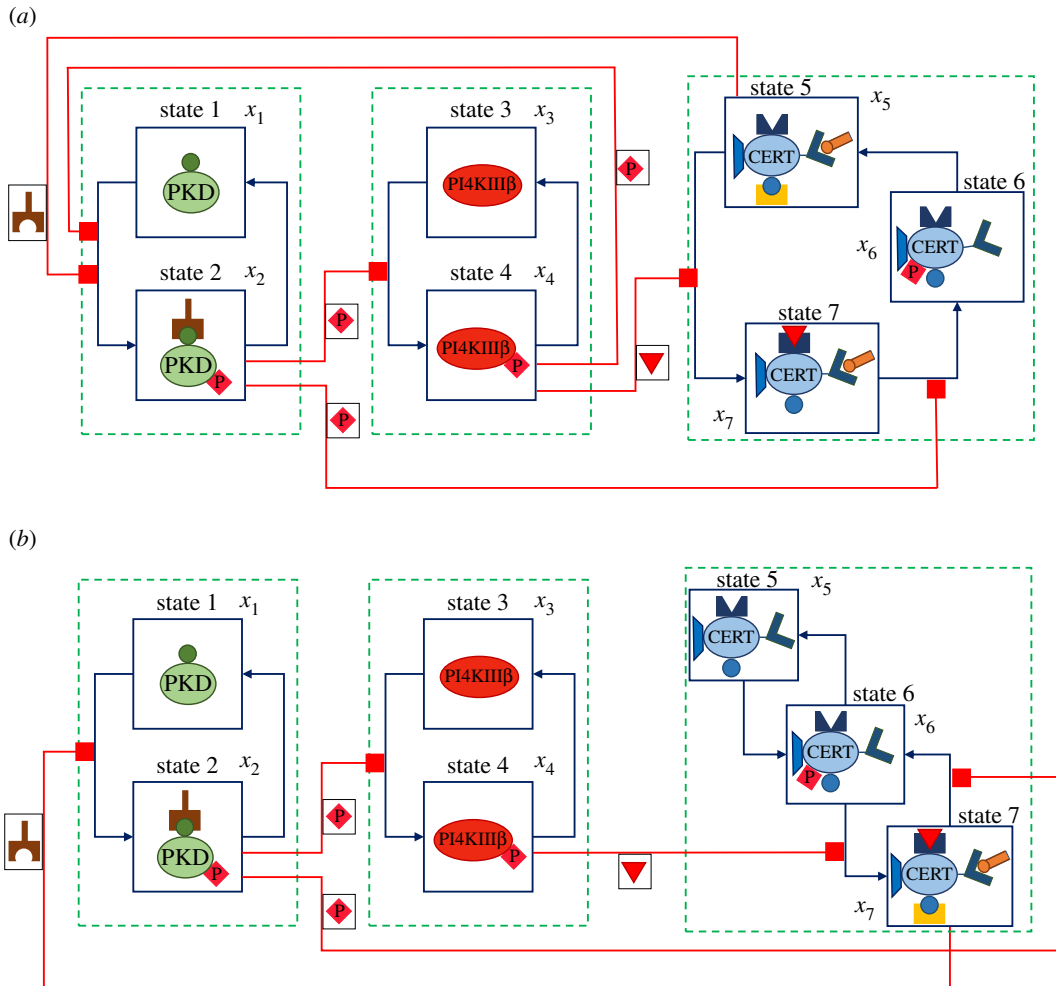 (a)
state 1 x₁
state 3 x₃
state 5 x₅
PKD
PI4KIIIβ
P
CERT
state 6
x₆
CERT
P
state 2 x₂
state 4 x₄
PKD
P
P
PI4KIIIβ
P
state 7
CERT
x₇
P
(b)
state 1 x₁
state 3 x₃
state 5 x₅
PKD
PI4KIIIβ
CERT
state 6
x₆
CERT
P
state 2 x₂
state 4 x₄
PKD
P
P
PI4KIIIβ
P
state 7
CERT
x₇
P